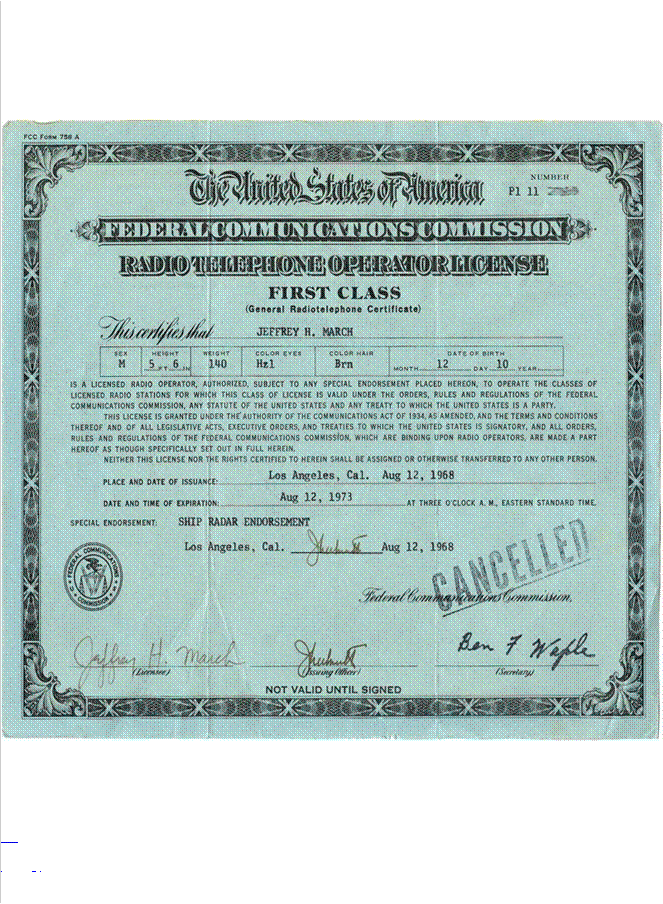 FCC FORM 756 A
The United States of America
NUMBER
P1 11
FEDERAL COMMUNICATIONS COMMISSION
RADIO TELEPHONE OPERATOR LICENSE
FIRST CLASS
(General Radiotelephone Certificate)
This certifies that JEFFREY H. MARCH
SEX HEIGHT WEIGHT COLOR EYES COLOR HAIR DATE OF BIRTH
M 5 FT 6 IN 140 Hzl Brn MONTH 12 DAY 10 YEAR
IS A LICENSED RADIO OPERATOR, AUTHORIZED, SUBJECT TO ANY SPECIAL ENDORSEMENT PLACED HEREON, TO OPERATE THE CLASSES OF
LICENSED RADIO STATIONS FOR WHICH THIS CLASS OF LICENSE IS VALID UNDER THE ORDERS, RULES AND REGULATIONS OF THE FEDERAL
COMMUNICATIONS COMMISSION, ANY STATUTE OF THE UNITED STATES AND ANY TREATY TO WHICH THE UNITED STATES IS A PARTY.
THIS LICENSE IS GRANTED UNDER THE AUTHORITY OF THE COMMUNICATIONS ACT OF 1934, AS AMENDED, AND THE TERMS AND CONDITIONS
THEREOF AND OF ALL LEGISLATIVE ACTS, EXECUTIVE ORDERS, AND TREATIES TO WHICH THE UNITED STATES IS SIGNATORY, AND ALL ORDERS,
RULES AND REGULATIONS OF THE FEDERAL COMMUNICATIONS COMMISSION, WHICH ARE BINDING UPON RADIO OPERATORS, ARE MADE A PART
HEREOF AS THOUGH SPECIFICALLY SET OUT IN FULL HEREIN.
NEITHER THIS LICENSE NOR THE RIGHTS CERTIFIED TO HEREIN SHALL BE ASSIGNED OR OTHERWISE TRANSFERRED TO ANY OTHER PERSON.
PLACE AND DATE OF ISSUANCE: Los Angeles, Cal. Aug 12, 1968
DATE AND TIME OF EXPIRATION: Aug 12, 1973 AT THREE O'CLOCK A. M., EASTERN STANDARD TIME.
SPECIAL ENDORSEMENT: SHIP RADAR ENDORSEMENT
Los Angeles, Cal. Aug 12, 1968
CANCELLED
FEDERAL COMMUNICATIONS
COMMISSION
Federal Communications Commission,
Jeffrey H. March
Ben F Waple
(Licensee) (Issuing Officer) (Secretary)
NOT VALID UNTIL SIGNED